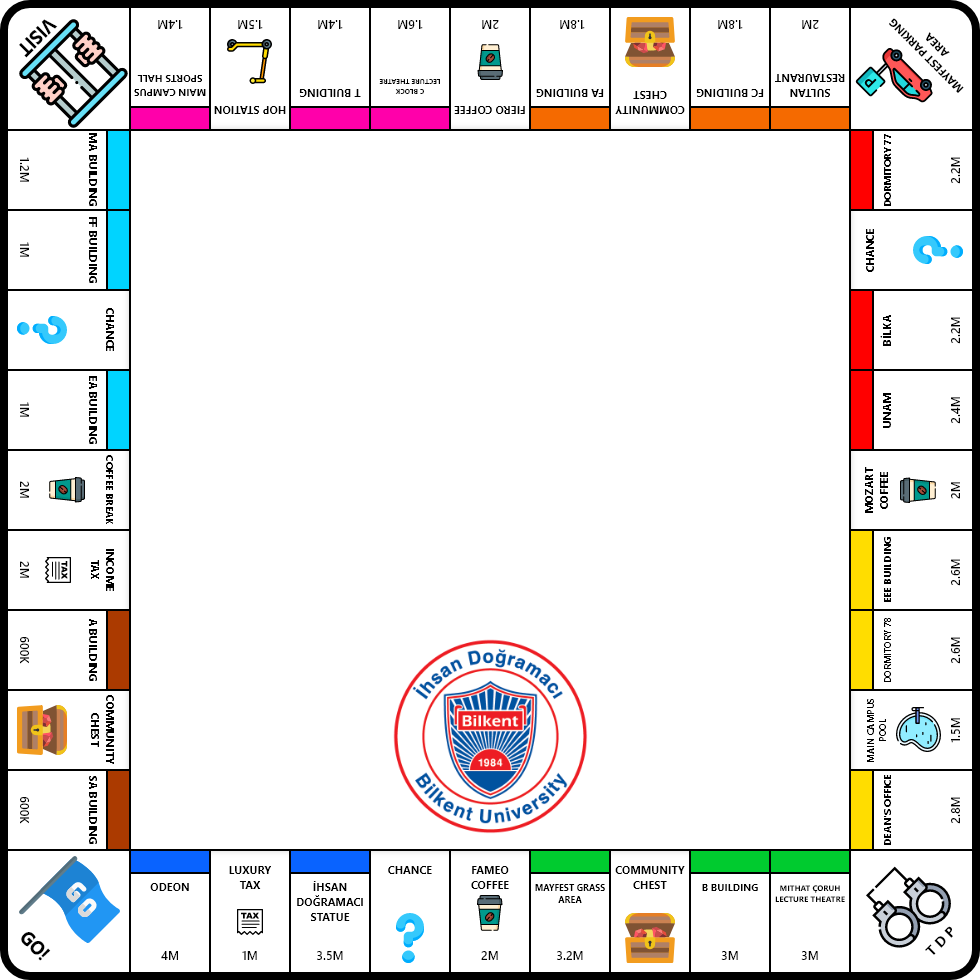 VISIT
1.4M
MAIN CAMPUS
SPORTS HALL
1.5M
HOP STATION
1.4M
T BUILDING
1.6M
C BLOCK
LECTURE THEATRE
2M
FIERO COFFEE
1.8M
FA BUILDING
COMMUNITY
CHEST
1.8M
FC BUILDING
2M
SULTAN
RESTAURANT
MAYFEST PARKING
AREA
P
DORMITORY 77
2.2M
CHANCE
BİLKA
2.2M
UNAM
2.4M
MOZART
COFFEE
2M
EEE BUILDING
2.6M
DORMITORY 78
2.6M
MAIN CAMPUS
POOL
1.5M
DEAN'S OFFICE
2.8M
TDP
MITHAT ÇORUH
LECTURE THEATRE
3M
B BUILDING
3M
COMMUNITY
CHEST
MAYFEST GRASS
AREA
3.2M
FAMEO
COFFEE
2M
CHANCE
İHSAN
DOĞRAMACI
STATUE
3.5M
LUXURY
TAX
TAX
1M
ODEON
4M
GO
GO!
SA BUILDING
600K
COMMUNITY
CHEST
A BUILDING
600K
INCOME
TAX
TAX
2M
COFFEE BREAK
2M
EA BUILDING
1M
CHANCE
FF BUILDING
1M
MA BUILDING
1.2M
İhsan Doğramacı
Bilkent
1984
Bilkent University